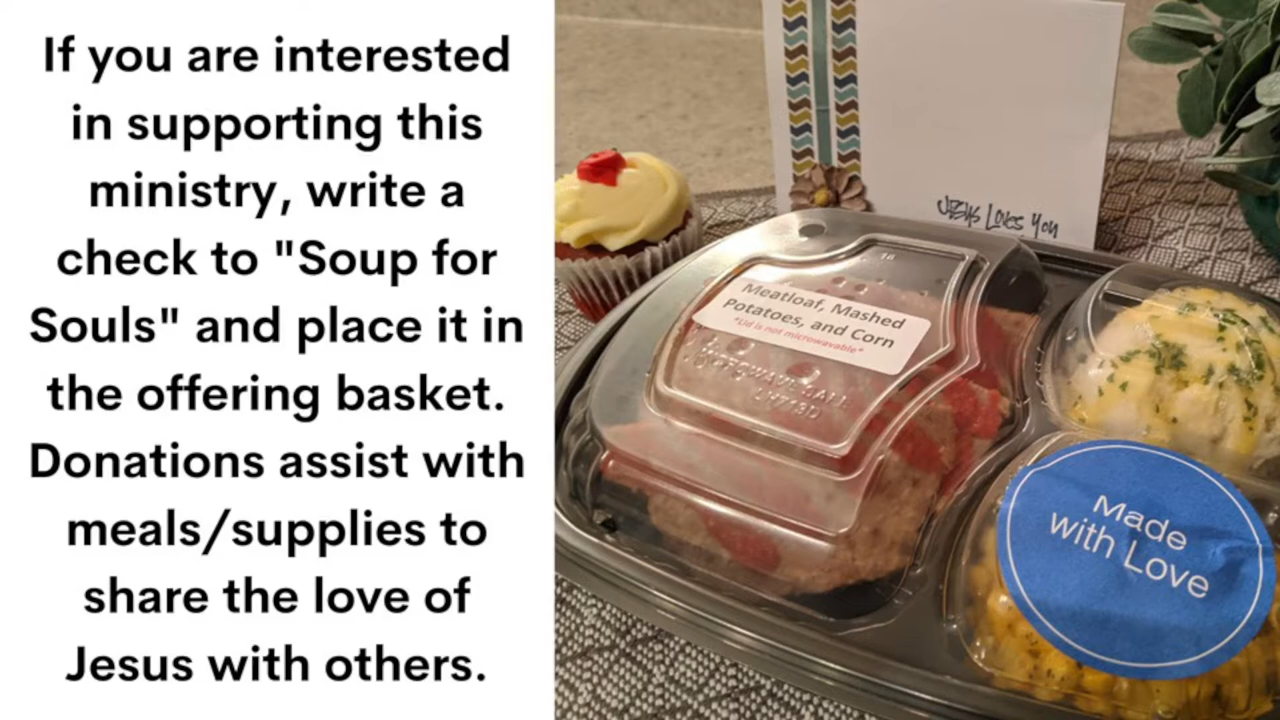 If you are interested
in supporting this
ministry, write a
check to "Soup for
Souls" and place it in
the offering basket.
Donations assist with
meals/supplies to
share the love of
Jesus with others.
Jesus Loves You
Meatloaf, Mashed
Potatoes, and Corn
*Lid is not microwavable*
Made
with Love